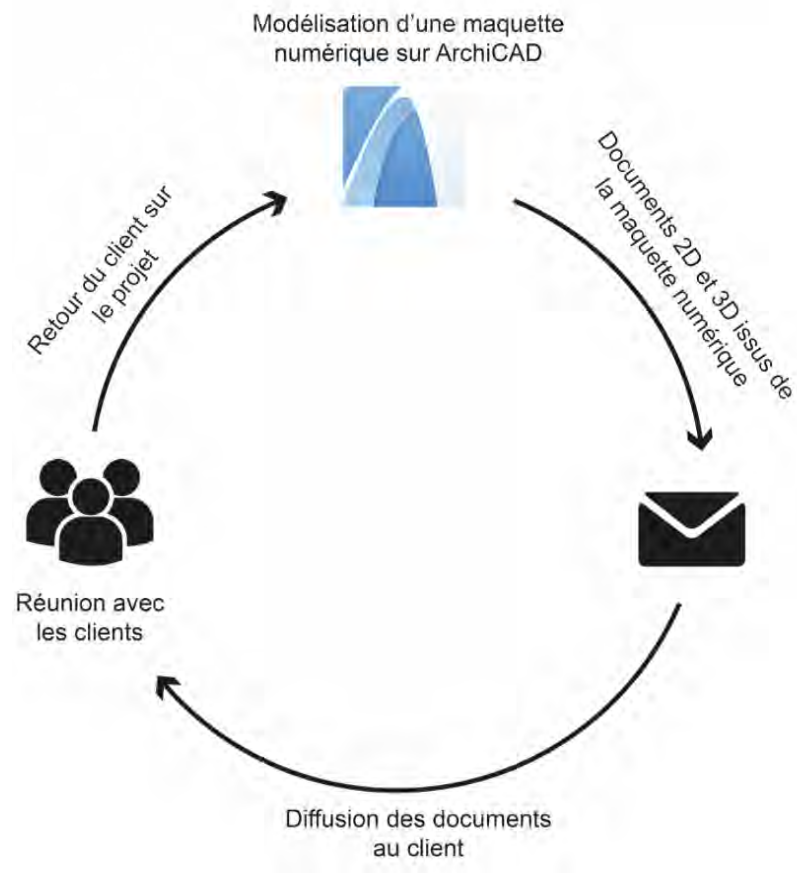 Modélisation d’une maquette
numérique sur ArchiCAD
Documents 2D et 3D issus de
la maquette numérique
Retour du client sur
le projet
Réunion avec
les clients
Diffusion des documents
au client